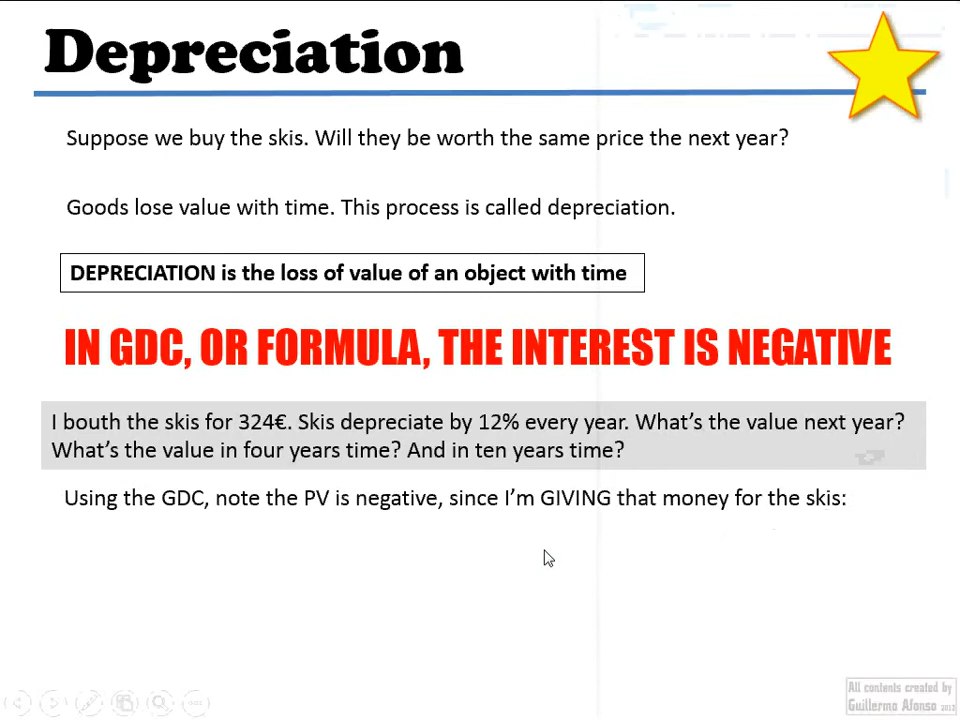 Depreciation
Suppose we buy the skis. Will they be worth the same price the next year?
Goods lose value with time. This process is called depreciation.
DEPRECIATION is the loss of value of an object with time
IN GDC, OR FORMULA, THE INTEREST IS NEGATIVE
I bouth the skis for 324€. Skis depreciate by 12% every year. What's the value next year?
What's the value in four years time? And in ten years time?
Using the GDC, note the PV is negative, since I'm GIVING that money for the skis:
All contents created by
Guillermo Afonso 2017